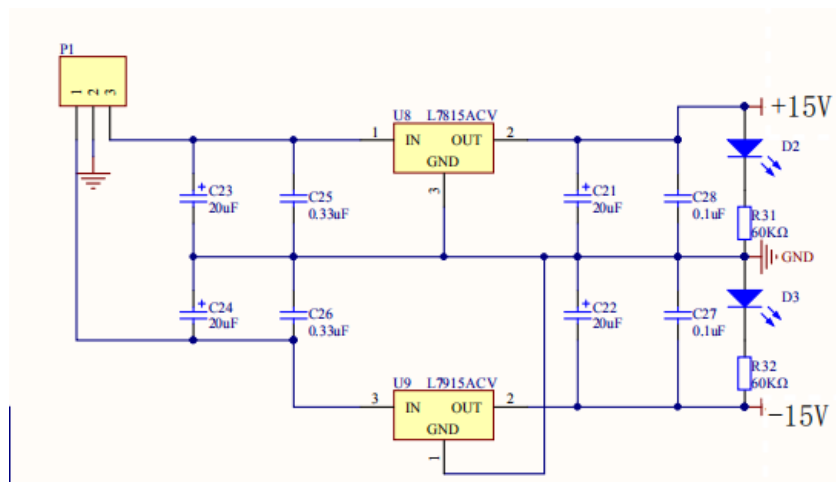 P1
1 2 3
U8 L7815ACV
1 IN OUT 2
GND
3
+15V
D2
C23
20uF
C25
0.33uF
C21
20uF
C28
0.1uF
R31
60KΩ
GND
C24
20uF
C26
0.33uF
C22
20uF
C27
0.1uF
D3
R32
60KΩ
U9 L7915ACV
3 IN OUT 2
GND
1
-15V